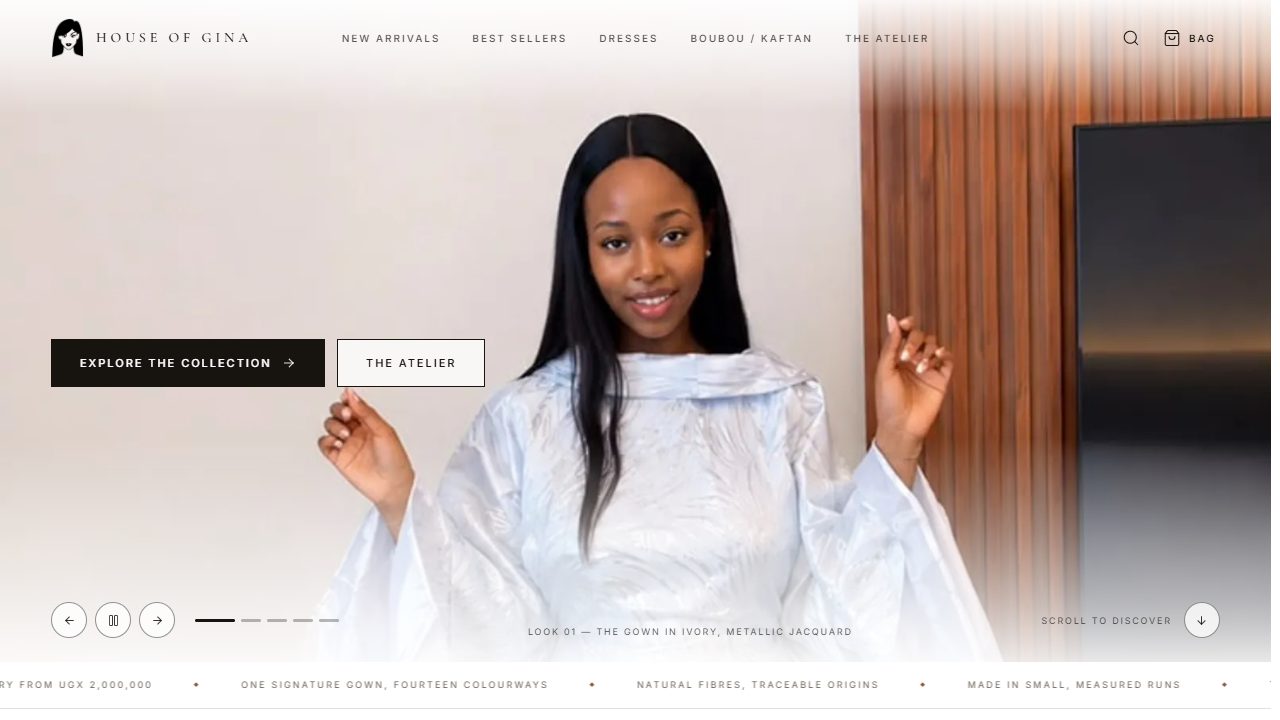 HOUSE OF GINA
NEW ARRIVALS
BEST SELLERS
DRESSES
BOUBOU / KAFTAN
THE ATELIER
BAG
EXPLORE THE COLLECTION
THE ATELIER
LOOK 01 — THE GOWN IN IVORY, METALLIC JACQUARD
SCROLL TO DISCOVER
FROM UGX 2,000,000
ONE SIGNATURE GOWN, FOURTEEN COLOURWAYS
NATURAL FIBRES, TRACEABLE ORIGINS
MADE IN SMALL, MEASURED RUNS